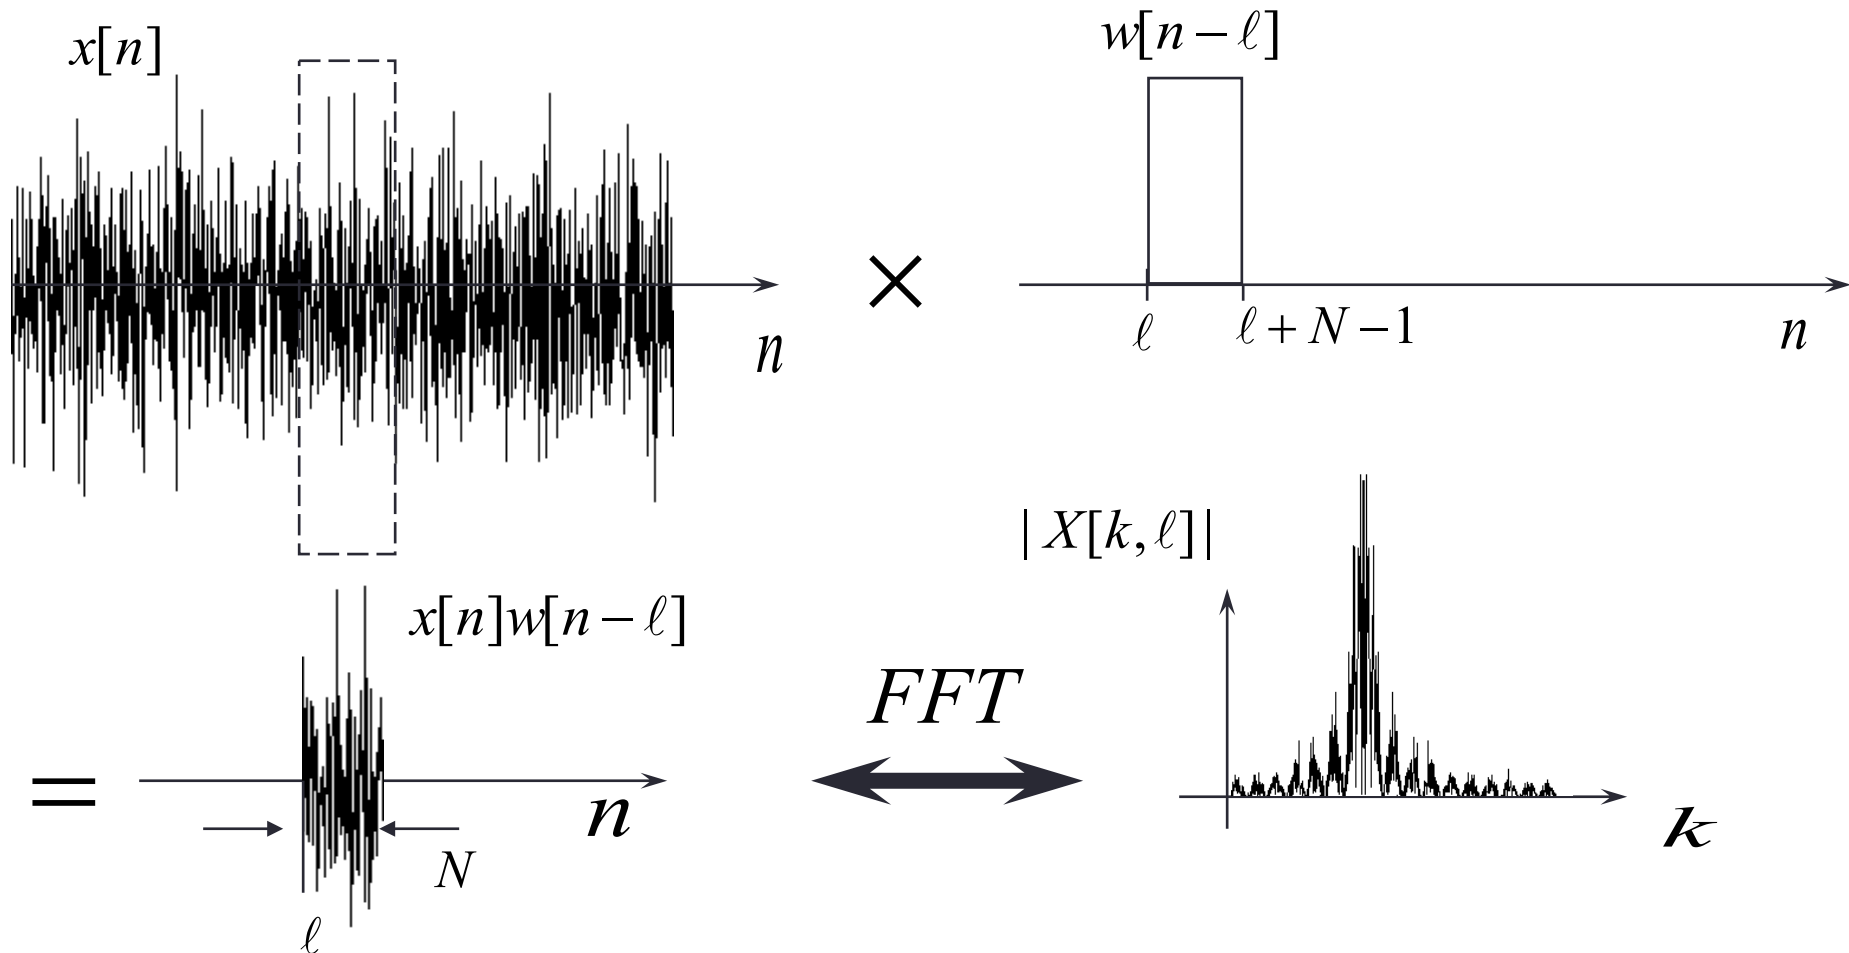 x[n]
w[n − ℓ]
×
n
ℓ
ℓ + N − 1
n
| X[k, ℓ] |
x[n]w[n − ℓ]
FFT
=
n
k
N
ℓ